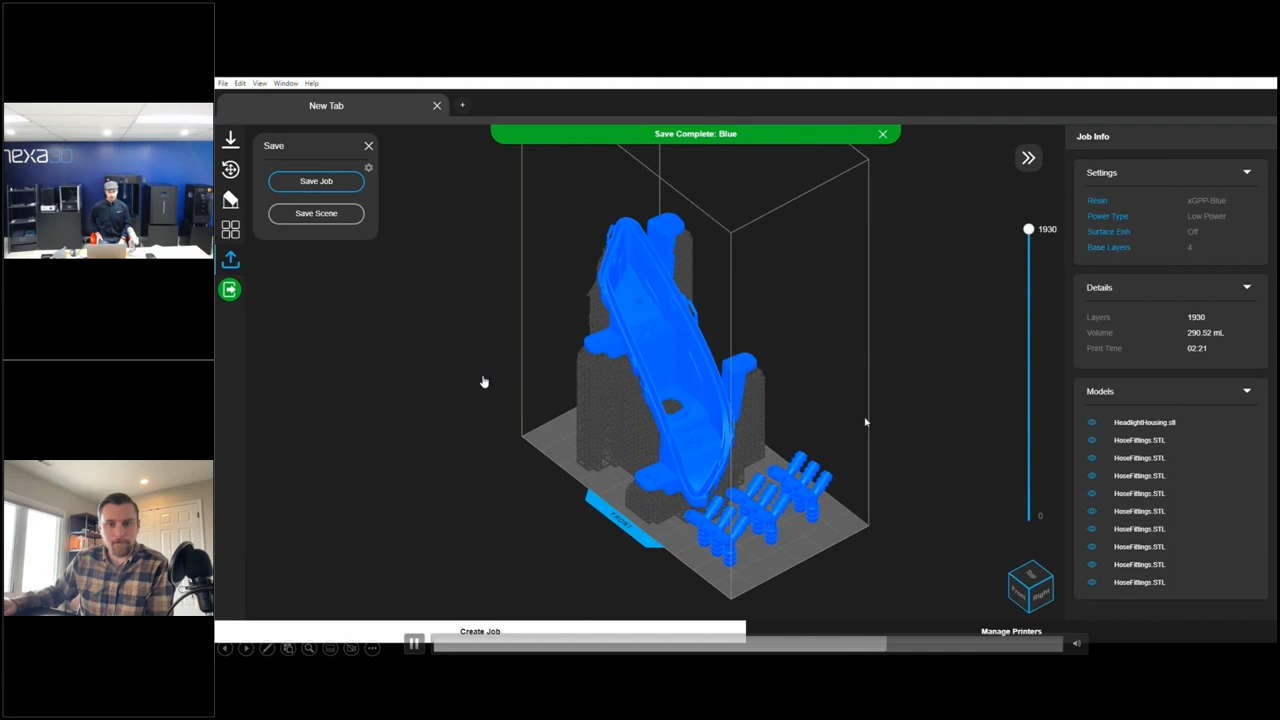 nexa3D
File Edit View Window Help
New Tab
Save Complete: Blue
Save
Save Job
Save Scene
FRONT
1930
0
Top
Front
Right
Job Info
Settings
Resin xGPP-Blue
Power Type Low Power
Surface Enh Off
Base Layers 4
Details
Layers 1930
Volume 290.52 mL
Print Time 02:21
Models
HeadlightHousing.stl
HoseFittings.STL
HoseFittings.STL
HoseFittings.STL
HoseFittings.STL
HoseFittings.STL
HoseFittings.STL
HoseFittings.STL
HoseFittings.STL
HoseFittings.STL
Create Job
Manage Printers